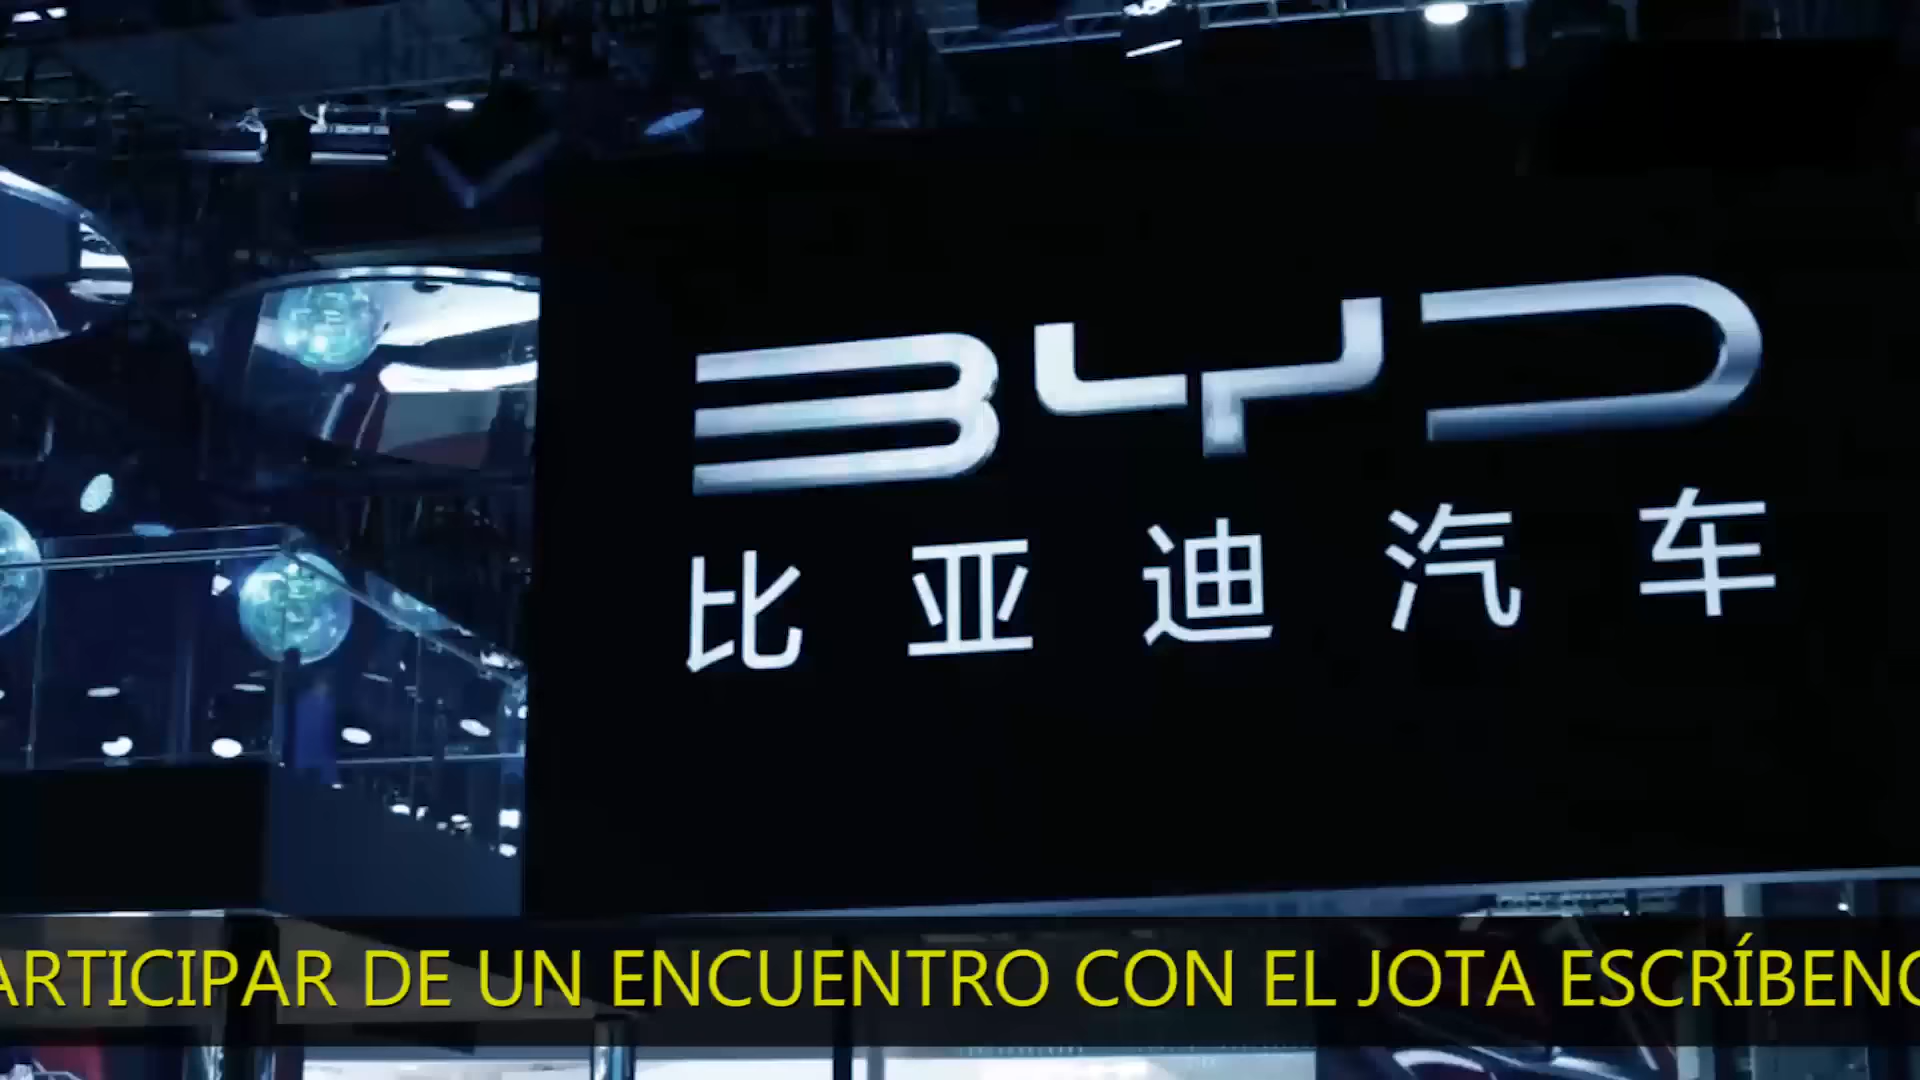 BYD
比亚迪汽车
ARTICIPAR DE UN ENCUENTRO CON EL JOTA ESCRÍBENO